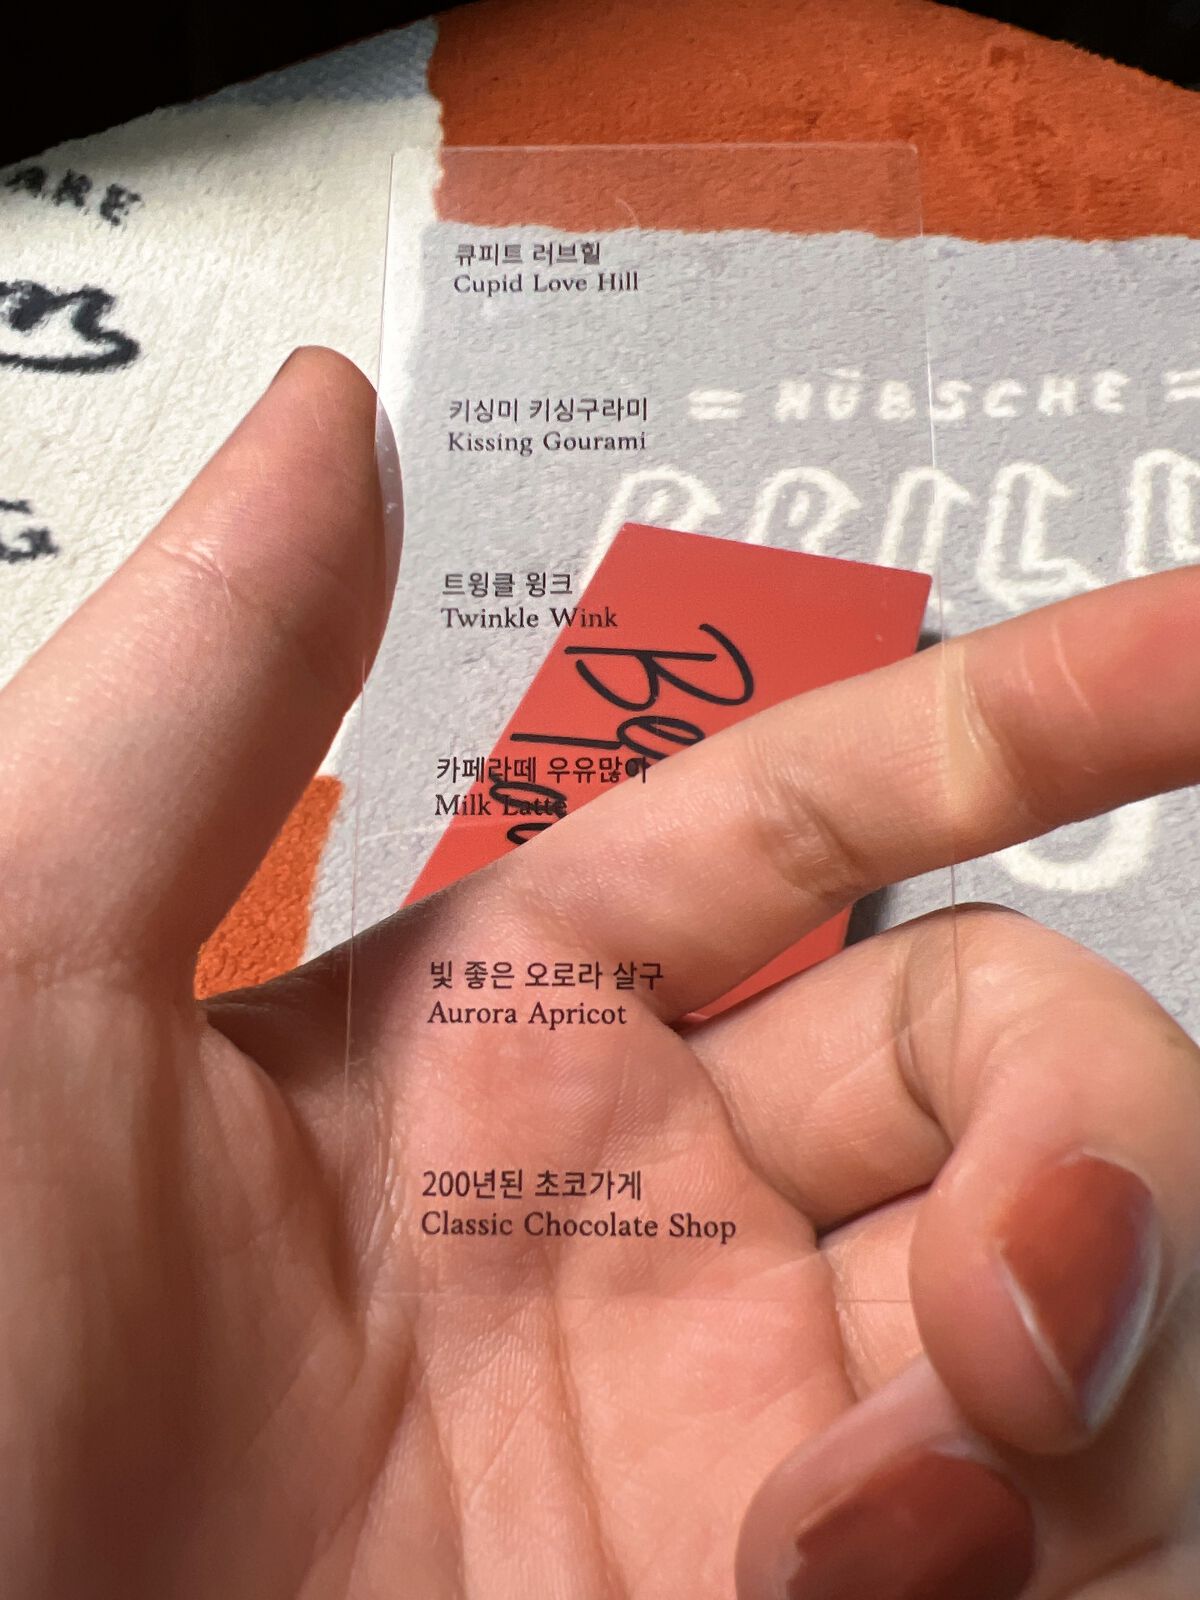 ARE
큐피트 러브힐
Cupid Love Hill
= HÜBSCHE =
키싱미 키싱구라미
Kissing Gourami
트윙클 윙크
Twinkle Wink
Be
카페라떼 우유많아
Milk Latte
빛 좋은 오로라 살구
Aurora Apricot
200년된 초코가게
Classic Chocolate Shop